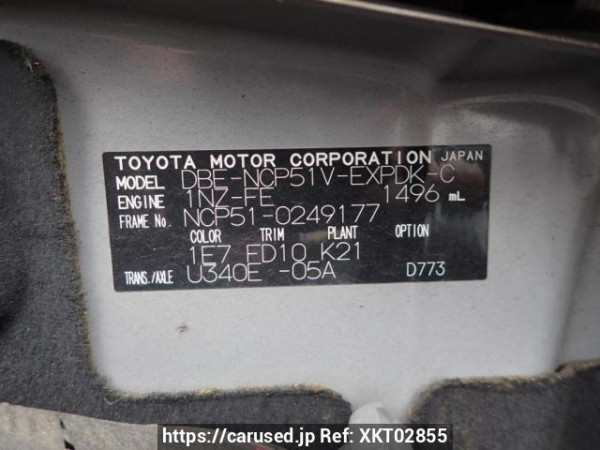 TOYOTA MOTOR CORPORATION JAPAN
MODEL DBE-NCP51V-EXPDK-C
ENGINE 1NZ-FE 1496 mL
FRAME No. NCP51-0249177
COLOR TRIM PLANT OPTION
1E7 FD10 K21
TRANS./AXLE U340E -05A D773
https://carused.jp Ref: XKT02855